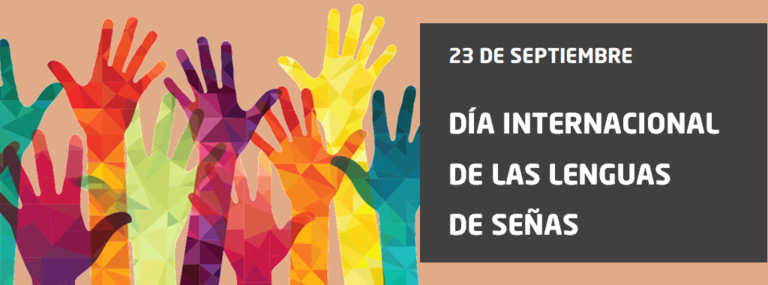 23 DE SEPTIEMBRE
DÍA INTERNACIONAL
DE LAS LENGUAS
DE SEÑAS